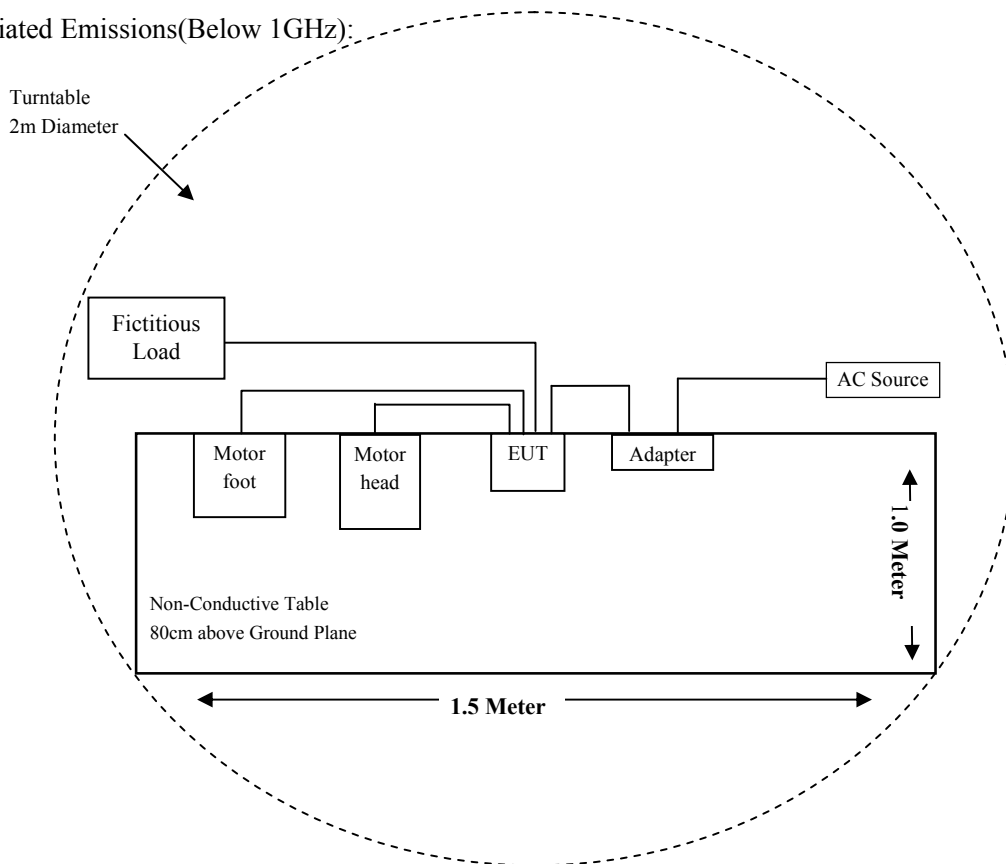 iated Emissions(Below 1GHz):
Turntable
2m Diameter
Fictitious
Load
AC Source
Motor
foot
Motor
head
EUT
Adapter
1.0 Meter
Non-Conductive Table
80cm above Ground Plane
1.5 Meter